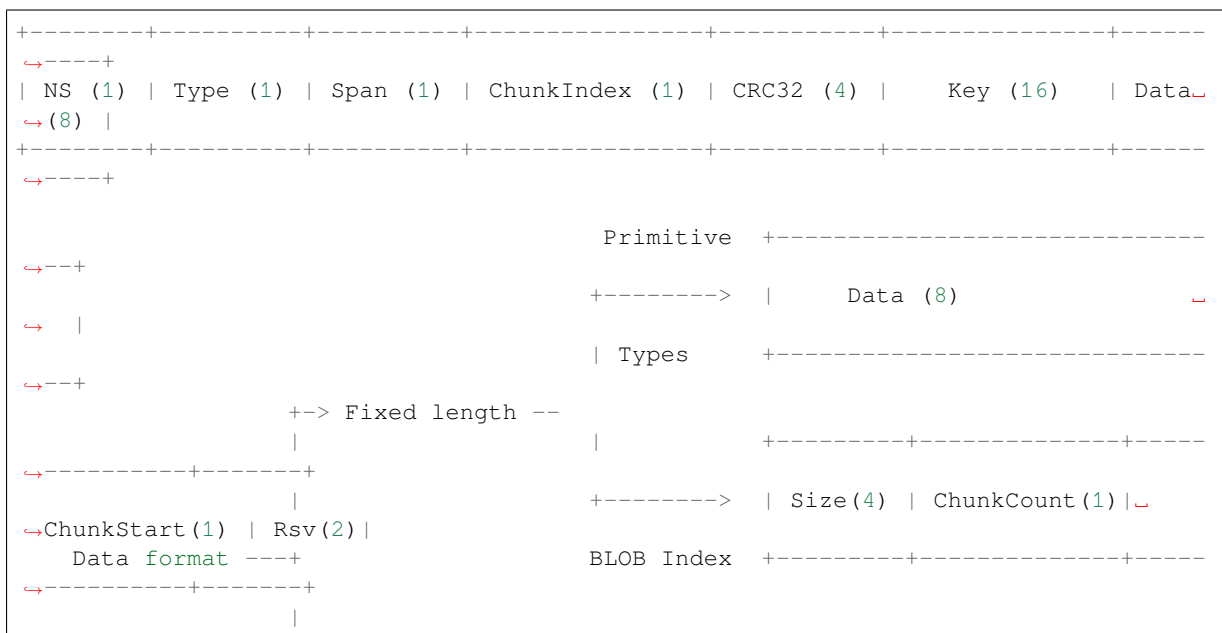 +--------+----------+----------+---------------+-----------+--------------+------
↪----+
| NS (1) | Type (1) | Span (1) | ChunkIndex (1) | CRC32 (4) |    Key (16)   | Data␣
↪(8) |
+--------+----------+----------+---------------+-----------+--------------+------
↪----+
Primitive  +------------------------------
↪--+
+-------->  |     Data (8)                 ␣
↪  |
| Types     +------------------------------
↪--+
+-> Fixed length --
|                    |           +---------+--------------+-----
↪----------+-------+
|                    +-------->  | Size(4) | ChunkCount(1)|␣
↪ChunkStart(1) | Rsv(2)|
Data format ---+                    BLOB Index  +---------+--------------+-----
↪----------+-------+
|